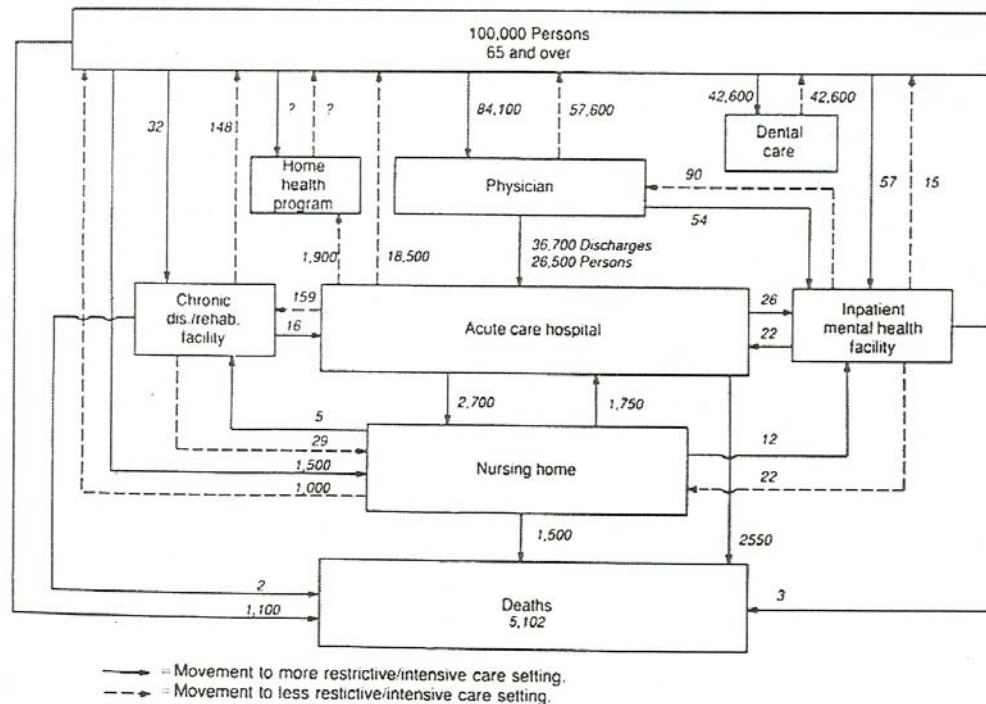 100,000 Persons
65 and over
32
148
?
?
84,100
57,600
42,600
42,600
Dental
care
57
15
Home
health
program
Physician
90
54
1,900
18,500
36,700 Discharges
26,500 Persons
Chronic
dis./rehab.
facility
159
16
Acute care hospital
26
22
Inpatient
mental health
facility
2,700
1,750
5
29
1,500
1,000
Nursing home
12
22
1,500
2550
2
1,100
Deaths
5,102
3
= Movement to more restrictive/intensive care setting.
= Movement to less restictive/intensive care setting.